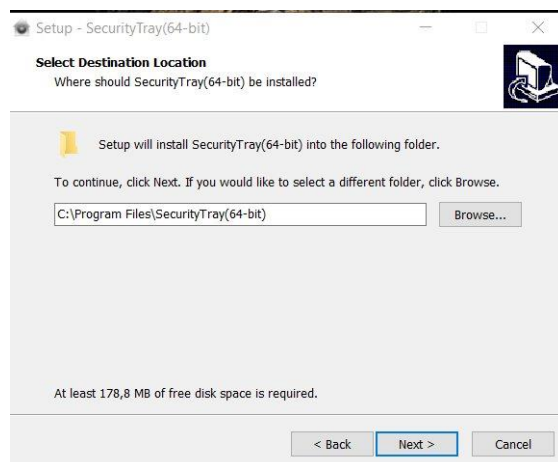 Setup - SecurityTray(64-bit)
Select Destination Location
Where should SecurityTray(64-bit) be installed?
Setup will install SecurityTray(64-bit) into the following folder.
To continue, click Next. If you would like to select a different folder, click Browse.
C:\Program Files\SecurityTray(64-bit)
Browse...
At least 178,8 MB of free disk space is required.
< Back
Next >
Cancel